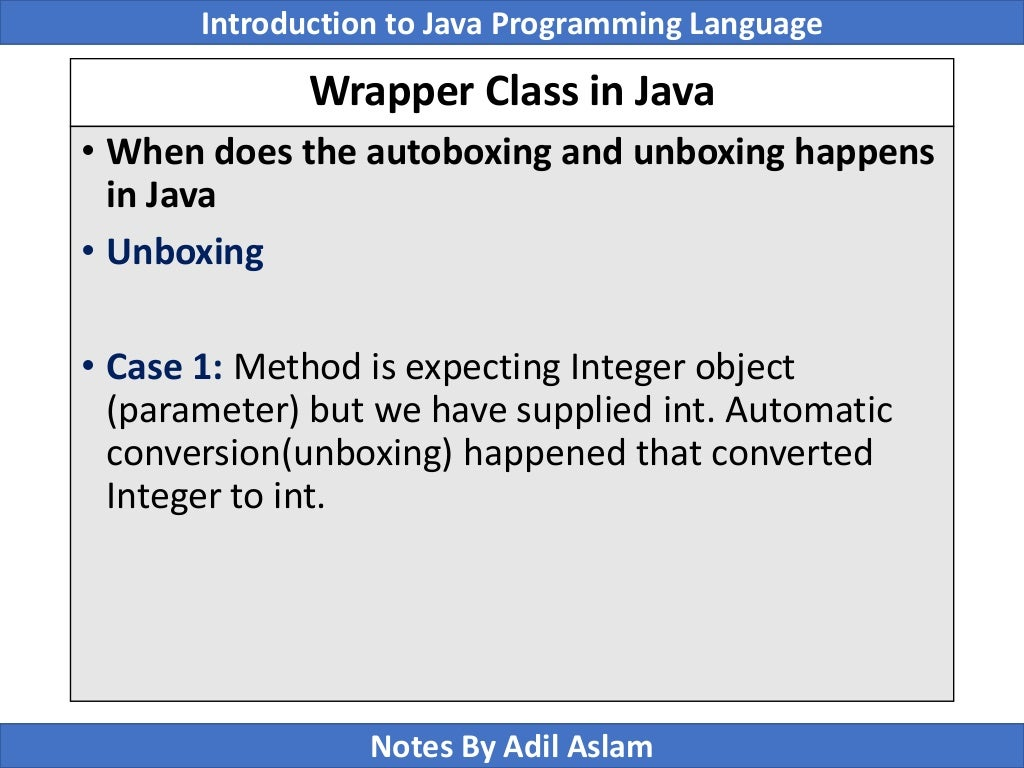 Introduction to Java Programming Language
Wrapper Class in Java
• When does the autoboxing and unboxing happens
in Java
• Unboxing
• Case 1: Method is expecting Integer object
(parameter) but we have supplied int. Automatic
conversion(unboxing) happened that converted
Integer to int.
Notes By Adil Aslam